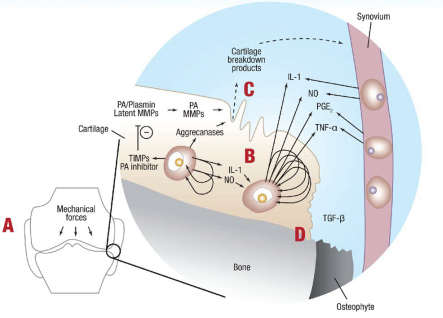 Synovium
Cartilage
breakdown
products
IL-1
C
NO
PA/Plasmin
Latent MMPs
PA
MMPs
PGE2
TNF-α
Cartilage
Aggrecanases
B
TIMPs
PA inhibitor
IL-1
NO
A
Mechanical
forces
TGF-β
D
Bone
Osteophyte